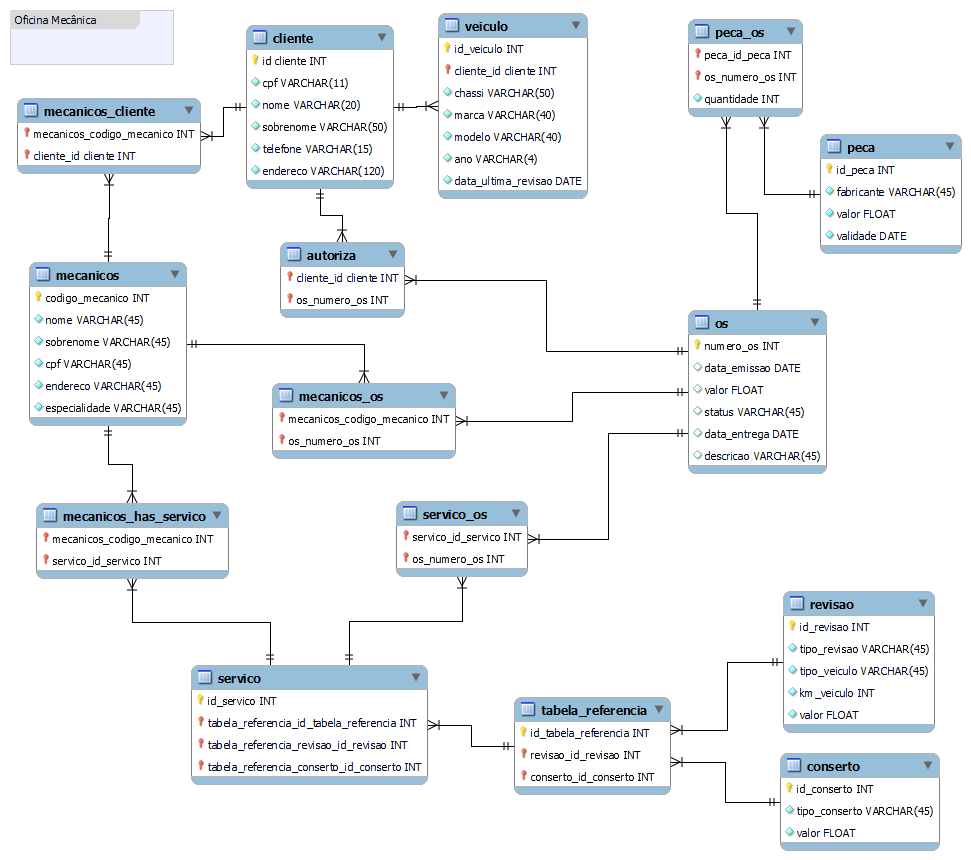 Oficina Mecânica
cliente
id cliente INT
cpf VARCHAR(11)
nome VARCHAR(20)
sobrenome VARCHAR(50)
telefone VARCHAR(15)
endereco VARCHAR(120)
veiculo
id_veiculo INT
cliente_id cliente INT
chassi VARCHAR(50)
marca VARCHAR(40)
modelo VARCHAR(40)
ano VARCHAR(4)
data_ultima_revisao DATE
peca_os
peca_id_peca INT
os_numero_os INT
quantidade INT
mecanicos_cliente
mecanicos_codigo_mecanico INT
cliente_id cliente INT
peca
id_peca INT
fabricante VARCHAR(45)
valor FLOAT
validade DATE
autoriza
cliente_id cliente INT
os_numero_os INT
mecanicos
codigo_mecanico INT
nome VARCHAR(45)
sobrenome VARCHAR(45)
cpf VARCHAR(45)
endereco VARCHAR(45)
especialidade VARCHAR(45)
os
numero_os INT
data_emissao DATE
valor FLOAT
status VARCHAR(45)
data_entrega DATE
descricao VARCHAR(45)
mecanicos_os
mecanicos_codigo_mecanico INT
os_numero_os INT
mecanicos_has_servico
mecanicos_codigo_mecanico INT
servico_id_servico INT
servico_os
servico_id_servico INT
os_numero_os INT
revisao
id_revisao INT
tipo_revisao VARCHAR(45)
tipo_veiculo VARCHAR(45)
km_veiculo INT
valor FLOAT
servico
id_servico INT
tabela_referencia_id_tabela_referencia INT
tabela_referencia_revisao_id_revisao INT
tabela_referencia_conserto_id_conserto INT
tabela_referencia
id_tabela_referencia INT
revisao_id_revisao INT
conserto_id_conserto INT
conserto
id_conserto INT
tipo_conserto VARCHAR(45)
valor FLOAT